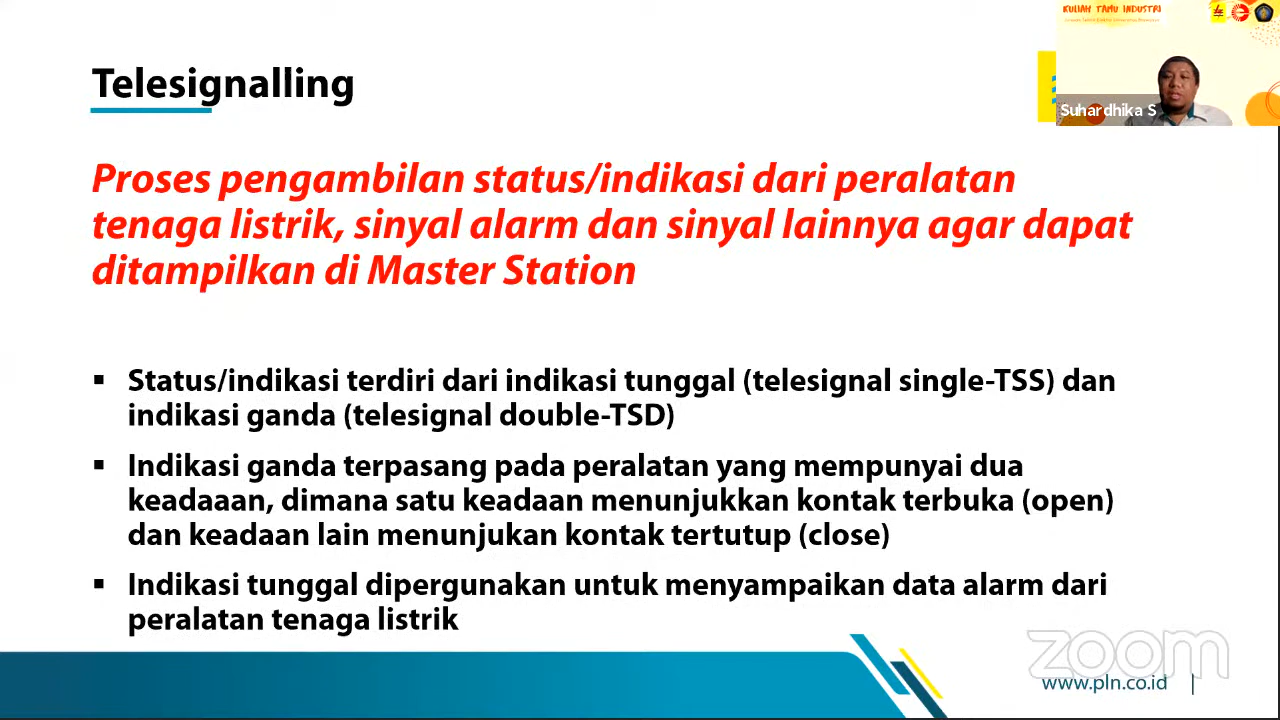 KULIAH TAMU INDUSTRI
Telesignalling
Suhardhika S
Proses pengambilan status/indikasi dari peralatan
tenaga listrik, sinyal alarm dan sinyal lainnya agar dapat
ditampilkan di Master Station
▪ Status/indikasi terdiri dari indikasi tunggal (telesignal single-TSS) dan
indikasi ganda (telesignal double-TSD)
▪ Indikasi ganda terpasang pada peralatan yang mempunyai dua
keadaaan, dimana satu keadaan menunjukkan kontak terbuka (open)
dan keadaan lain menunjukan kontak tertutup (close)
▪ Indikasi tunggal dipergunakan untuk menyampaikan data alarm dari
peralatan tenaga listrik
zoom
www.pln.co.id |